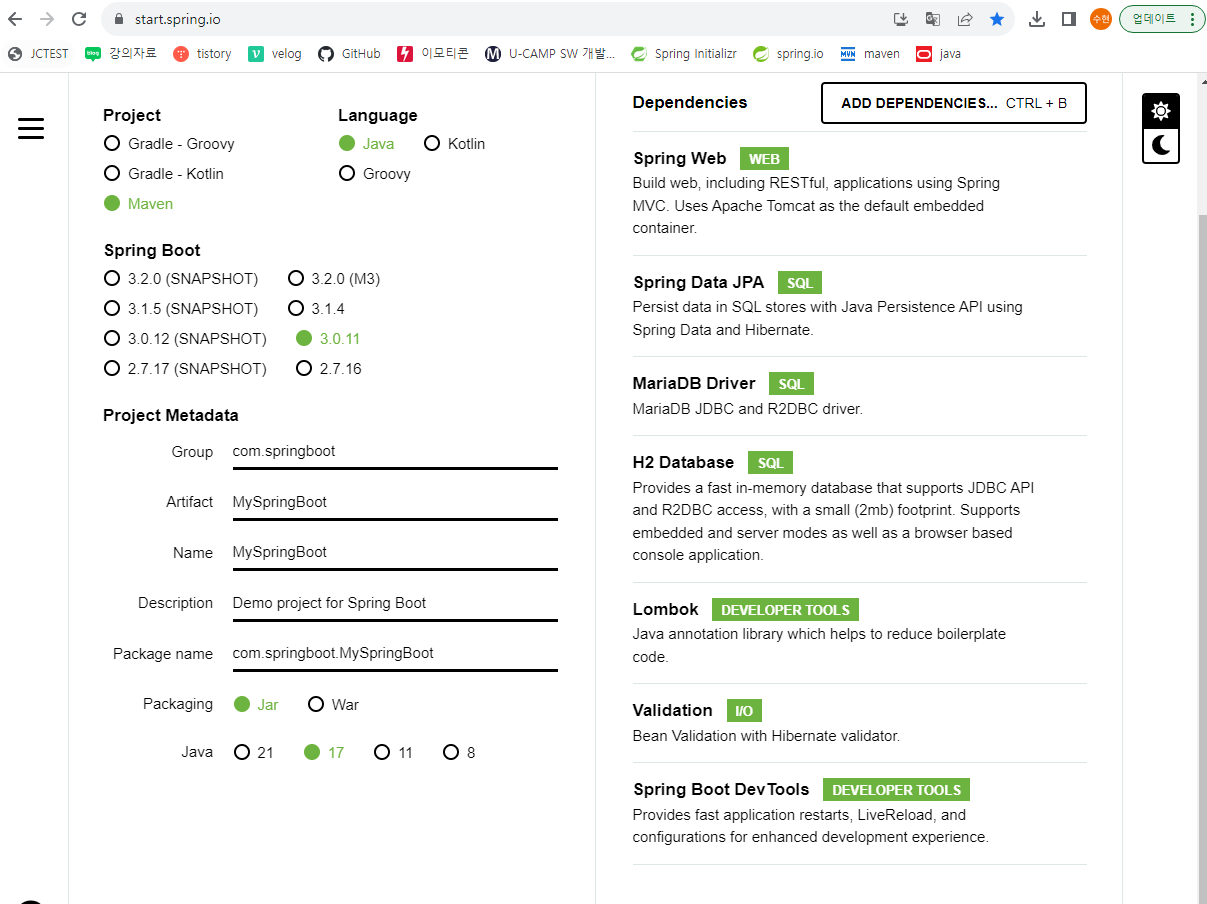 start.spring.io
수현
업데이트
JCTEST
blog 강의자료
tistory
velog
GitHub
이모티콘
U-CAMP SW 개발...
Spring Initializr
spring.io
MVN maven
java
Project
Gradle - Groovy
Gradle - Kotlin
Maven
Language
Java Kotlin
Groovy
Spring Boot
3.2.0 (SNAPSHOT) 3.2.0 (M3)
3.1.5 (SNAPSHOT) 3.1.4
3.0.12 (SNAPSHOT) 3.0.11
2.7.17 (SNAPSHOT) 2.7.16
Project Metadata
Group com.springboot
Artifact MySpringBoot
Name MySpringBoot
Description Demo project for Spring Boot
Package name com.springboot.MySpringBoot
Packaging Jar War
Java 21 17 11 8
Dependencies ADD DEPENDENCIES... CTRL + B
Spring Web WEB
Build web, including RESTful, applications using Spring
MVC. Uses Apache Tomcat as the default embedded
container.
Spring Data JPA SQL
Persist data in SQL stores with Java Persistence API using
Spring Data and Hibernate.
MariaDB Driver SQL
MariaDB JDBC and R2DBC driver.
H2 Database SQL
Provides a fast in-memory database that supports JDBC API
and R2DBC access, with a small (2mb) footprint. Supports
embedded and server modes as well as a browser based
console application.
Lombok DEVELOPER TOOLS
Java annotation library which helps to reduce boilerplate
code.
Validation I/O
Bean Validation with Hibernate validator.
Spring Boot DevTools DEVELOPER TOOLS
Provides fast application restarts, LiveReload, and
configurations for enhanced development experience.